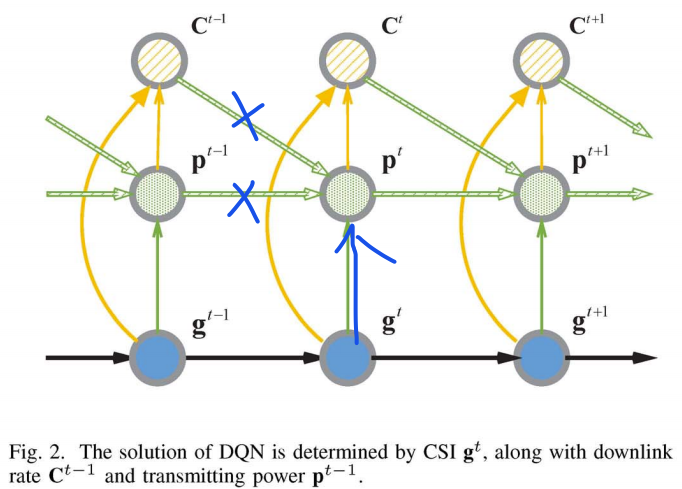 C^{t-1} C^t C^{t+1}
p^{t-1} p^t p^{t+1}
g^{t-1} g^t g^{t+1}
Fig. 2. The solution of DQN is determined by CSI g^t, along with downlink
rate C^{t-1} and transmitting power p^{t-1}.